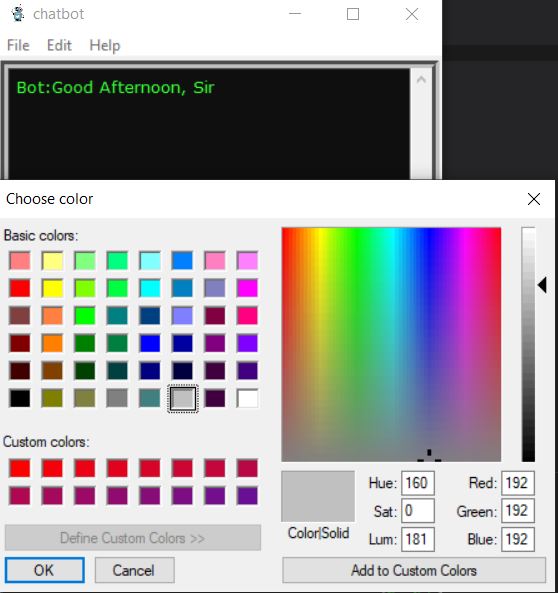 chatbot
File Edit Help
Bot:Good Afternoon, Sir
Choose color
Basic colors:
Custom colors:
Define Custom Colors >>
OK Cancel
Color|Solid
Hue: 160 Red: 192
Sat: 0 Green: 192
Lum: 181 Blue: 192
Add to Custom Colors